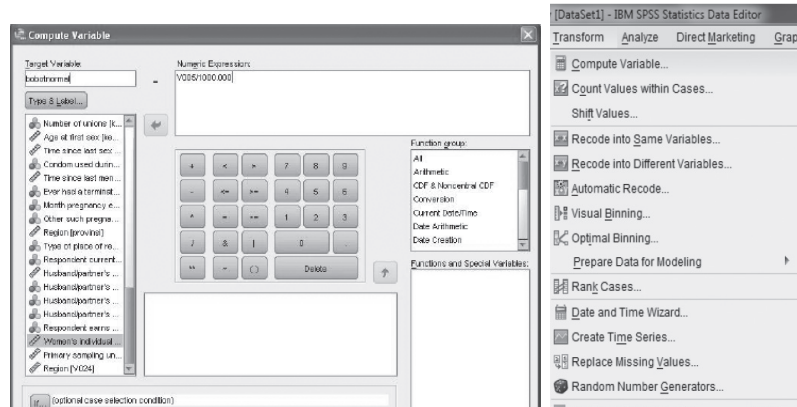 Compute Variable
Target Variable:
bobotnormal
=
Numeric Expression:
V005/1000.000
Type & Label...
Number of unions [k...
Age at first sex [ke...
Time since last sex ...
Condom used durin...
Time since last men...
Ever had a terminat...
Month pregnancy e...
Other such pregna...
Region [provinsi]
Type of place of re...
Respondent current...
Husband/partner's ...
Husband/partner's ...
Husband/partner's ...
Husband/partner's ...
Respondent earns ...
Women's individual ...
Primary sampling un...
Region [V024]
+ < > 7 8 9
- <= >= 4 5 6
* = ~= 1 2 3
/ & | 0 .
** ~ ( ) Delete
Function group:
All
Arithmetic
CDF & Noncentral CDF
Conversion
Current Date/Time
Date Arithmetic
Date Creation
Functions and Special Variables:
If... (optional case selection condition)
[DataSet1] - IBM SPSS Statistics Data Editor
Transform Analyze Direct Marketing Grap
Compute Variable...
Count Values within Cases...
Shift Values...
Recode into Same Variables...
Recode into Different Variables...
Automatic Recode...
Visual Binning...
Optimal Binning...
Prepare Data for Modeling
Rank Cases...
Date and Time Wizard...
Create Time Series...
Replace Missing Values...
Random Number Generators...